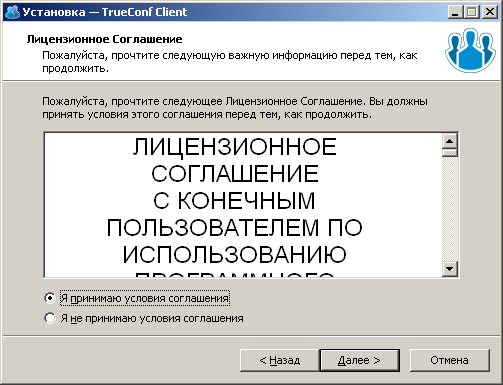 Установка — TrueConf Client
Лицензионное Соглашение
Пожалуйста, прочтите следующую важную информацию перед тем, как
продолжить.
Пожалуйста, прочтите следующее Лицензионное Соглашение. Вы должны
принять условия этого соглашения перед тем, как продолжить.
ЛИЦЕНЗИОННОЕ
СОГЛАШЕНИЕ
С КОНЕЧНЫМ
ПОЛЬЗОВАТЕЛЕМ ПО
ИСПОЛЬЗОВАНИЮ
ПРОГРАММНОГО
Я принимаю условия соглашения
Я не принимаю условия соглашения
< Назад
Далее >
Отмена